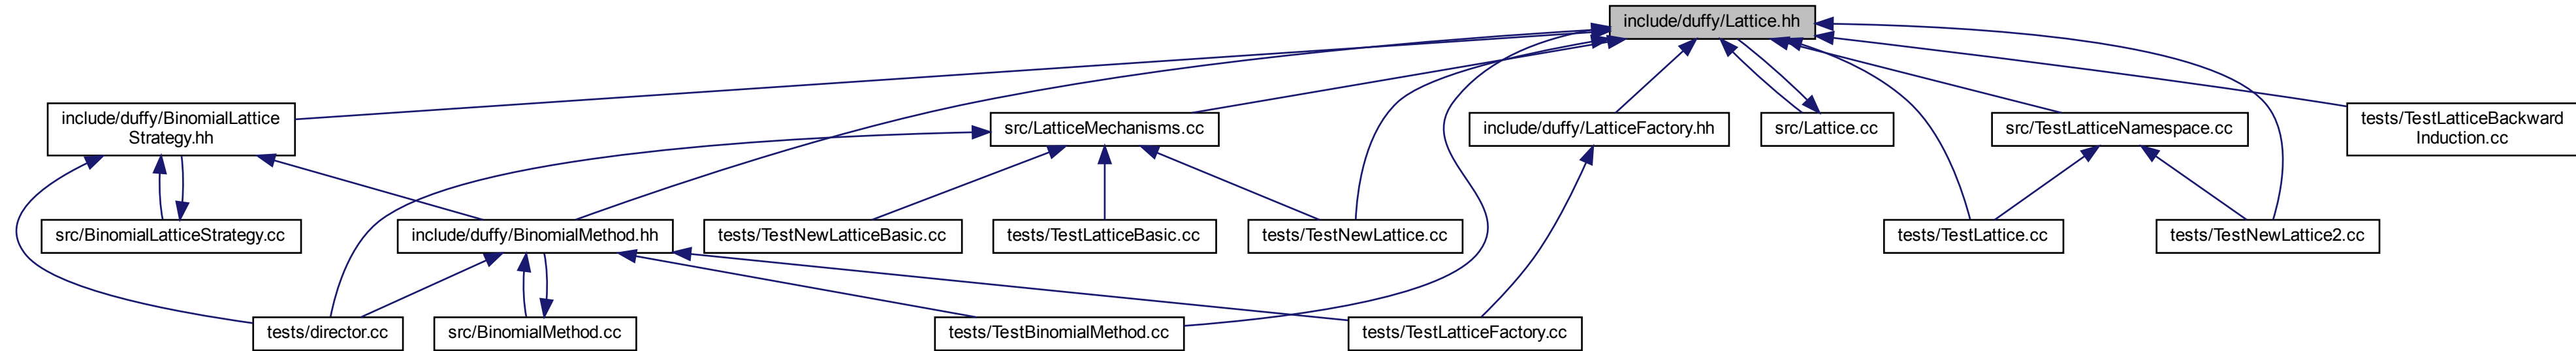 include/duffy/Lattice.hh
include/duffy/BinomialLattice
Strategy.hh
src/LatticeMechanisms.cc
include/duffy/LatticeFactory.hh
src/Lattice.cc
src/TestLatticeNamespace.cc
tests/TestLatticeBackward
Induction.cc
src/BinomialLatticeStrategy.cc
include/duffy/BinomialMethod.hh
tests/TestNewLatticeBasic.cc
tests/TestLatticeBasic.cc
tests/TestNewLattice.cc
tests/TestLattice.cc
tests/TestNewLattice2.cc
tests/director.cc
src/BinomialMethod.cc
tests/TestBinomialMethod.cc
tests/TestLatticeFactory.cc